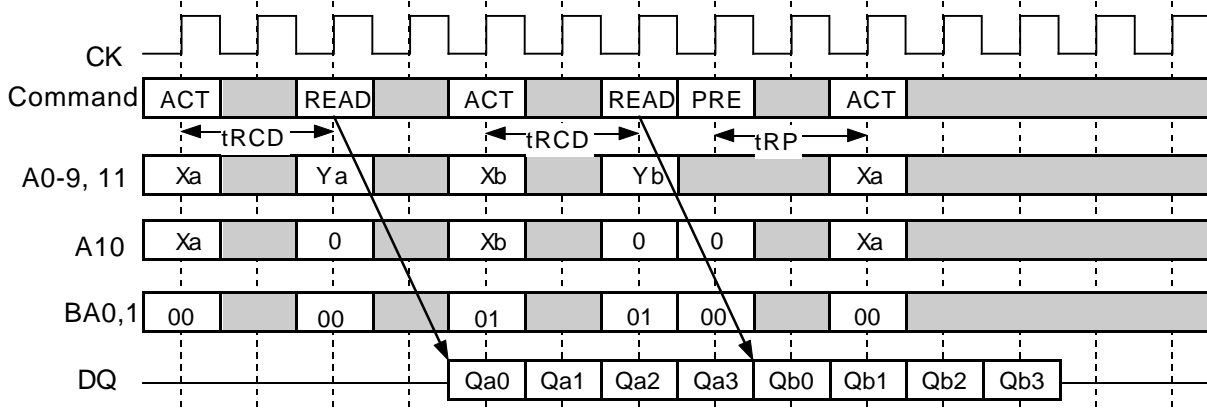 CK
Command ACT READ ACT READ PRE ACT
tRCD tRCD tRP
A0-9, 11 Xa Ya Xb Yb Xa
A10 Xa 0 Xb 0 0 Xa
BA0,1 00 00 01 01 00 00
DQ Qa0 Qa1 Qa2 Qa3 Qb0 Qb1 Qb2 Qb3